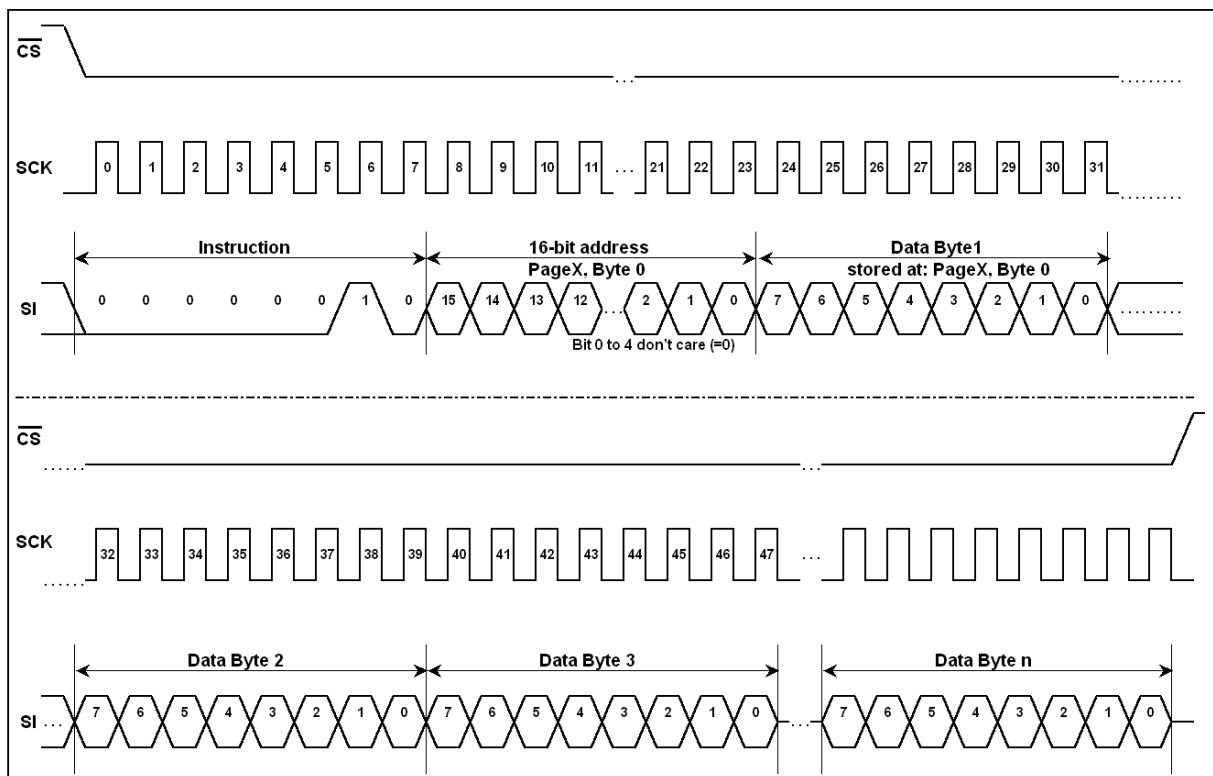 CS
...
.........
SCK
0 1 2 3 4 5 6 7 8 9 10 11 ... 21 22 23 24 25 26 27 28 29 30 31
.........
Instruction
16-bit address
PageX, Byte 0
Data Byte1
stored at: PageX, Byte 0
SI
0 0 0 0 0 0 1 0 15 14 13 12 ... 2 1 0 7 6 5 4 3 2 1 0 .........
Bit 0 to 4 don't care (=0)
CS
......
...
SCK
32 33 34 35 36 37 38 39 40 41 42 43 44 45 46 47 ...
......
Data Byte 2
Data Byte 3
Data Byte n
SI ... 7 6 5 4 3 2 1 0 7 6 5 4 3 2 1 0 ... 7 6 5 4 3 2 1 0